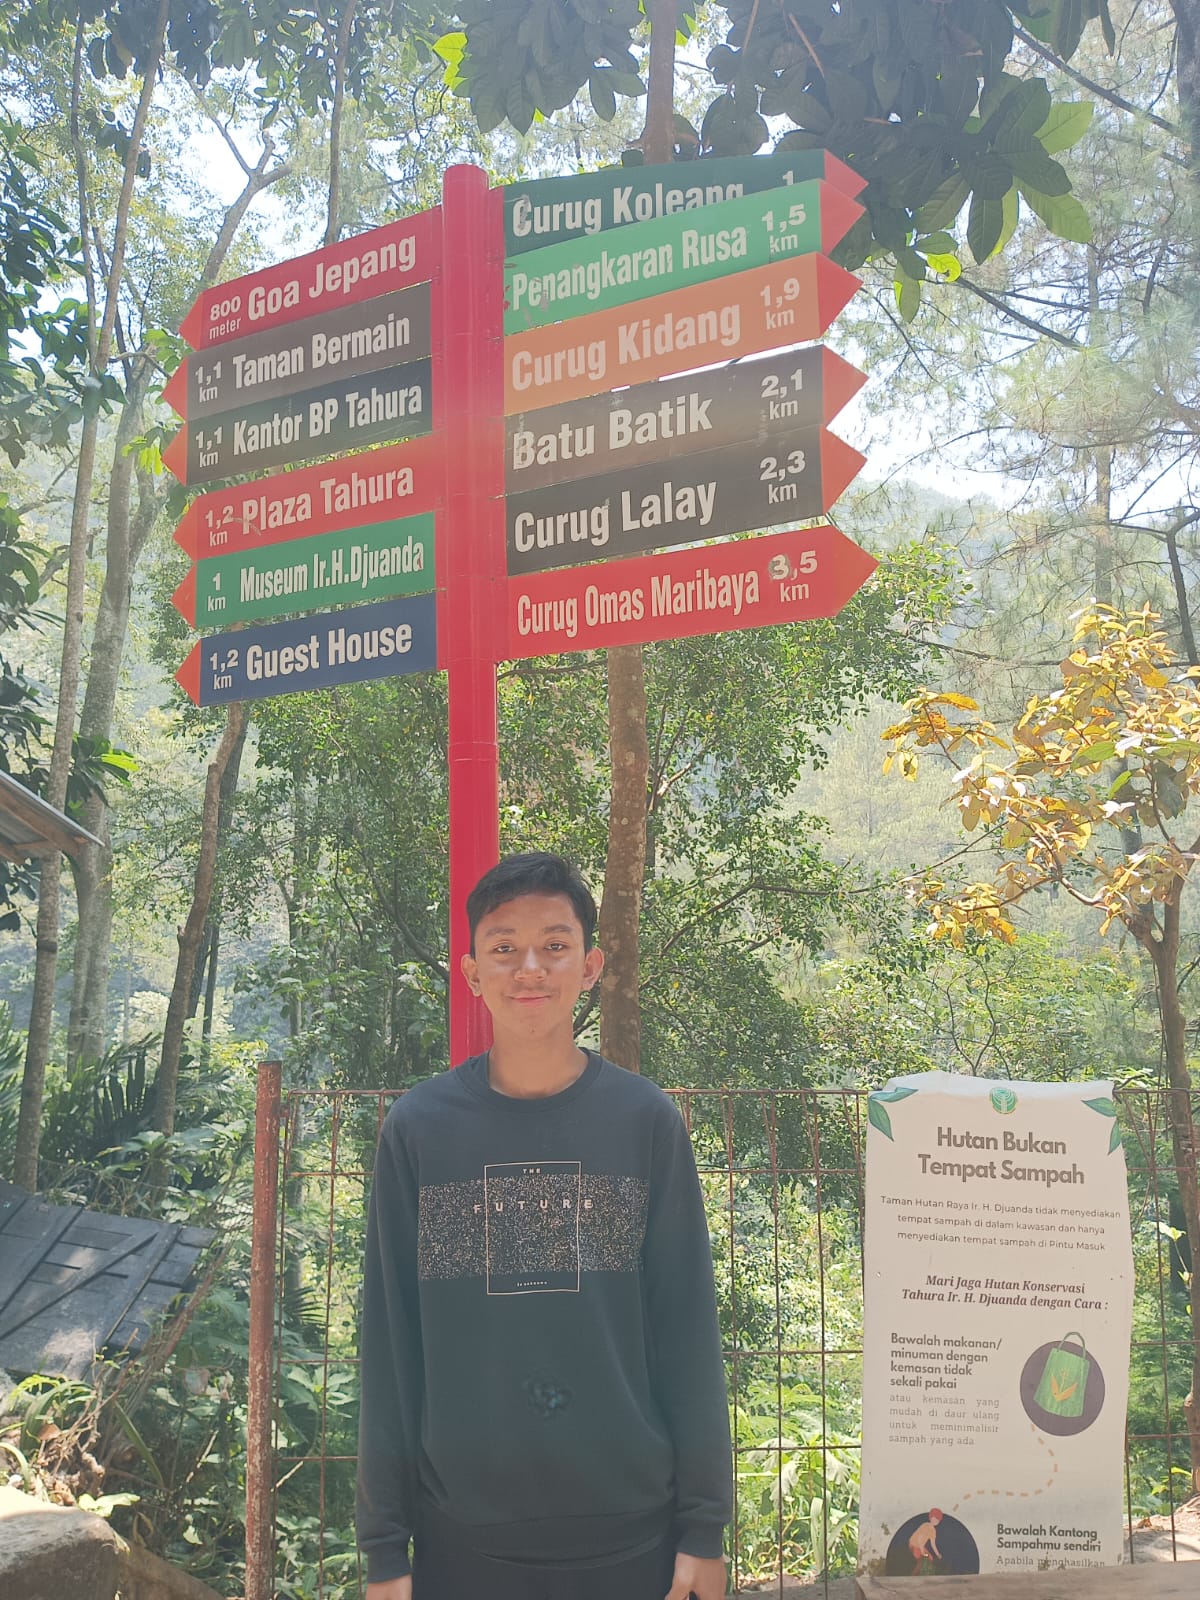 800 meter Goa Jepang
1,1 km Taman Bermain
1,1 km Kantor BP Tahura
1,2 km Plaza Tahura
1 km Museum Ir.H.Djuanda
1,2 km Guest House
Curug Koleang 1
Penangkaran Rusa 1,5 km
Curug Kidang 1,9 km
Batu Batik 2,1 km
Curug Lalay 2,3 km
Curug Omas Maribaya 3,5 km
THE
FUTURE
Hutan Bukan
Tempat Sampah
Taman Hutan Raya Ir. H. Djuanda tidak menyediakan
tempat sampah di dalam kawasan dan hanya
menyediakan tempat sampah di Pintu Masuk
Mari Jaga Hutan Konservasi
Tahura Ir. H. Djuanda dengan Cara :
Bawalah makanan/
minuman dengan
kemasan tidak
sekali pakai
atau kemasan yang
mudah di daur ulang
untuk meminimalisir
sampah yang ada
Bawalah Kantong
Sampahmu sendiri
Apabila menghasilkan